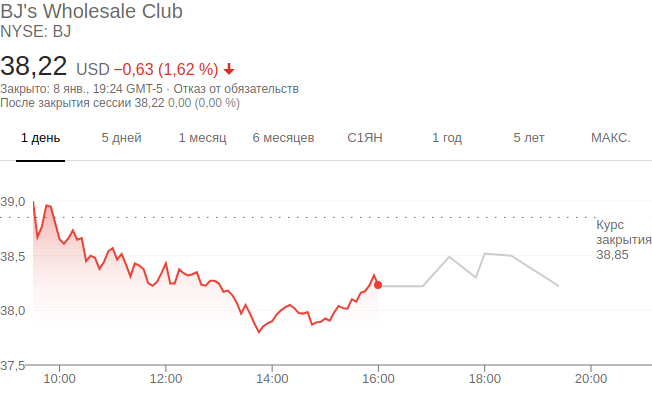 BJ's Wholesale Club
NYSE: BJ
38,22 USD −0,63 (1,62 %)
Закрыто: 8 янв., 19:24 GMT-5 · Отказ от обязательств
После закрытия сессии 38,22 0,00 (0,00 %)
1 день 5 дней 1 месяц 6 месяцев С1ЯН 1 год 5 лет МАКС.
39,0
Курс
закрытия
38,85
38,5
38,0
37,5
10:00 12:00 14:00 16:00 18:00 20:00